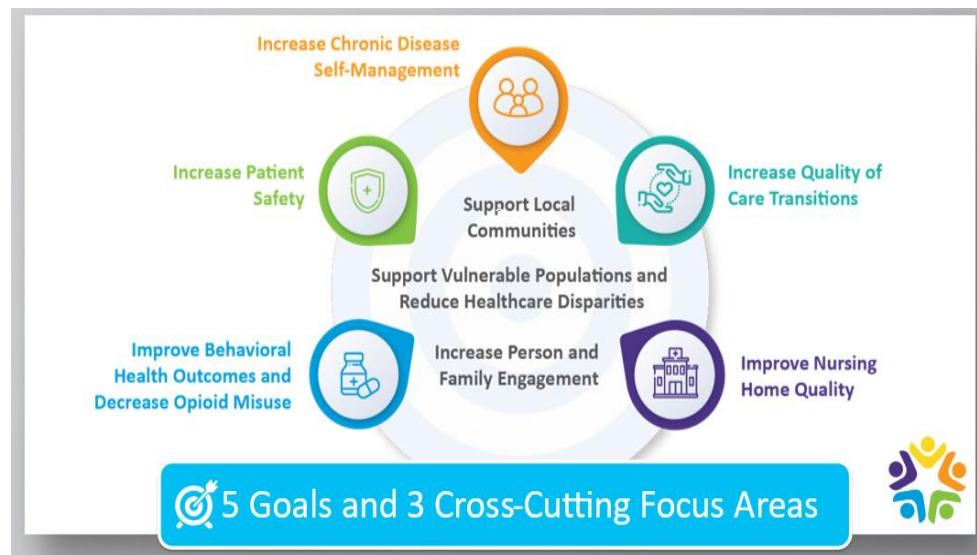 Increase Chronic Disease
Self-Management
Increase Patient
Safety
Increase Quality of
Care Transitions
Support Local
Communities
Support Vulnerable Populations and
Reduce Healthcare Disparities
Increase Person and
Family Engagement
Improve Behavioral
Health Outcomes and
Decrease Opioid Misuse
Improve Nursing
Home Quality
5 Goals and 3 Cross-Cutting Focus Areas